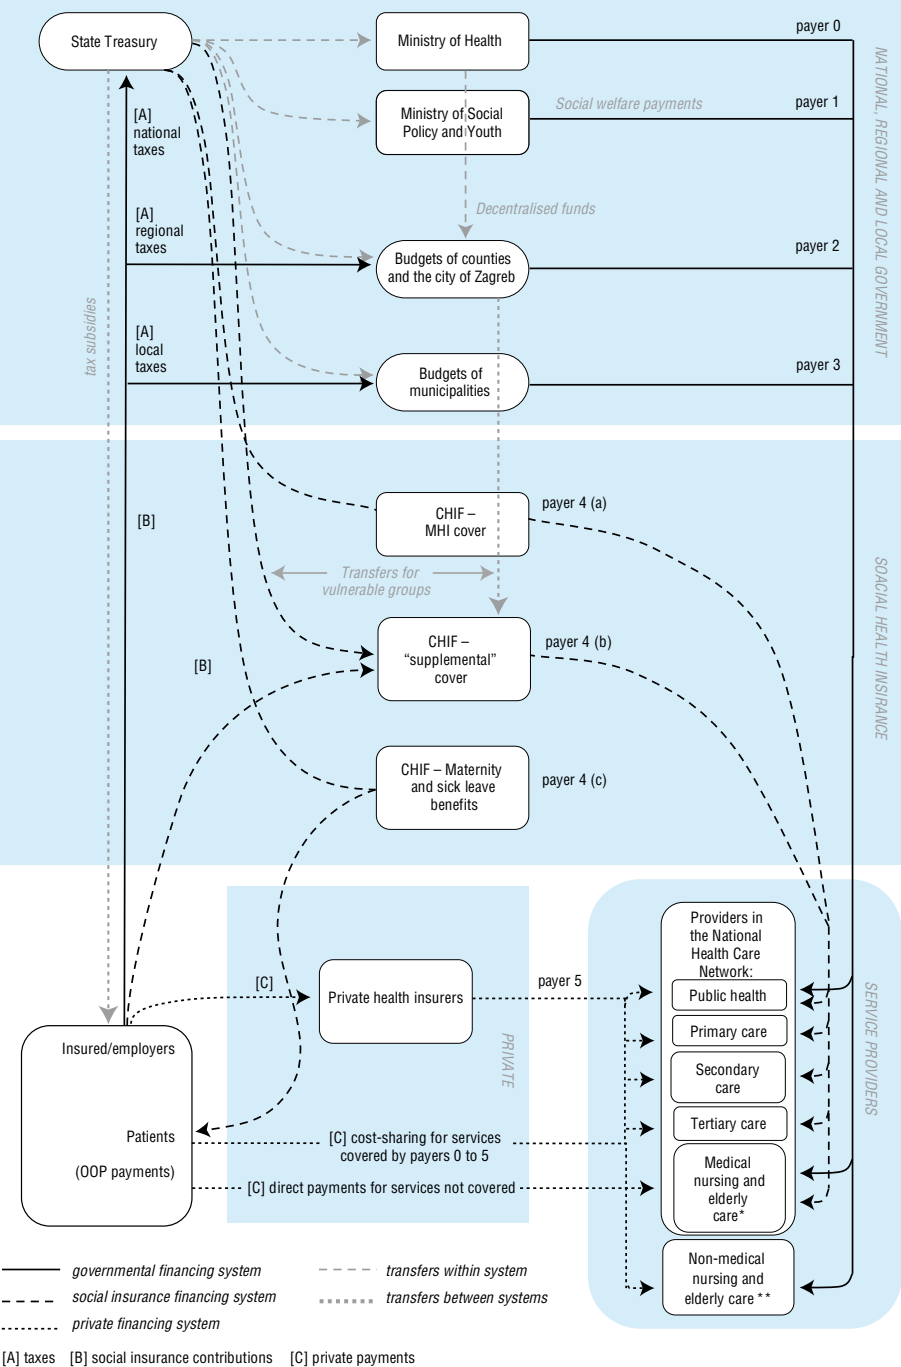 State Treasury
Ministry of Health
payer 0
Ministry of Social
Policy and Youth
Social welfare payments
payer 1
[A]
national
taxes
Decentralised funds
[A]
regional
taxes
Budgets of counties
and the city of Zagreb
payer 2
NATIONAL, REGIONAL AND LOCAL GOVERNMENT
tax subsidies
[A]
local
taxes
Budgets of
municipalities
payer 3
[B]
CHIF –
MHI cover
payer 4 (a)
Transfers for
vulnerable groups
CHIF –
“supplemental”
cover
payer 4 (b)
[B]
SOACIAL HEALTH INSIRANCE
CHIF – Maternity
and sick leave
benefits
payer 4 (c)
Providers in
the National
Health Care
Network:
[C]
Private health insurers
payer 5
Public health
Primary care
Secondary
care
Tertiary care
Medical
nursing and
elderly
care*
Non-medical
nursing and
elderly care **
PRIVATE
SERVICE PROVIDERS
Insured/employers
Patients
(OOP payments)
[C] cost-sharing for services
covered by payers 0 to 5
[C] direct payments for services not covered
governmental financing system
transfers within system
social insurance financing system
transfers between systems
private financing system
[A] taxes [B] social insurance contributions [C] private payments